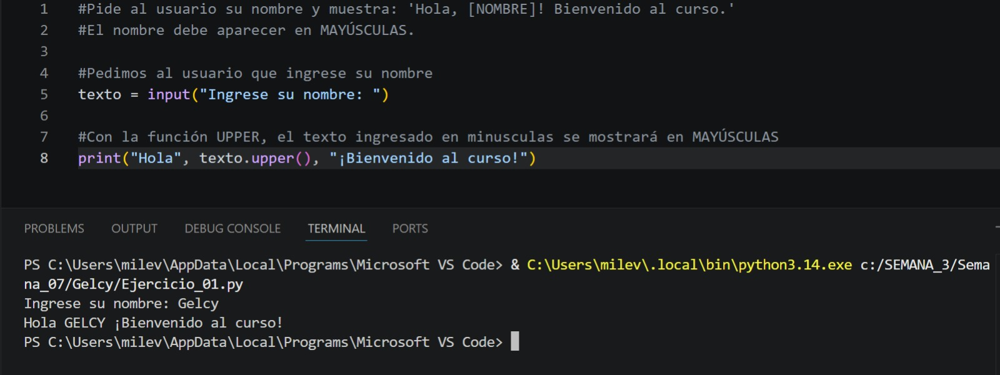 1 #Pide al usuario su nombre y muestra: 'Hola, [NOMBRE]! Bienvenido al curso.'
2 #El nombre debe aparecer en MAYÚSCULAS.
3
4 #Pedimos al usuario que ingrese su nombre
5 texto = input("Ingrese su nombre: ")
6
7 #Con la función UPPER, el texto ingresado en minusculas se mostrará en MAYÚSCULAS
8 print("Hola", texto.upper(), "¡Bienvenido al curso!")
PROBLEMS OUTPUT DEBUG CONSOLE TERMINAL PORTS
PS C:\Users\milev\AppData\Local\Programs\Microsoft VS Code> & C:\Users\milev\.local\bin\python3.14.exe c:/SEMANA_3/Sema
na_07/Gelcy/Ejercicio_01.py
Ingrese su nombre: Gelcy
Hola GELCY ¡Bienvenido al curso!
PS C:\Users\milev\AppData\Local\Programs\Microsoft VS Code>